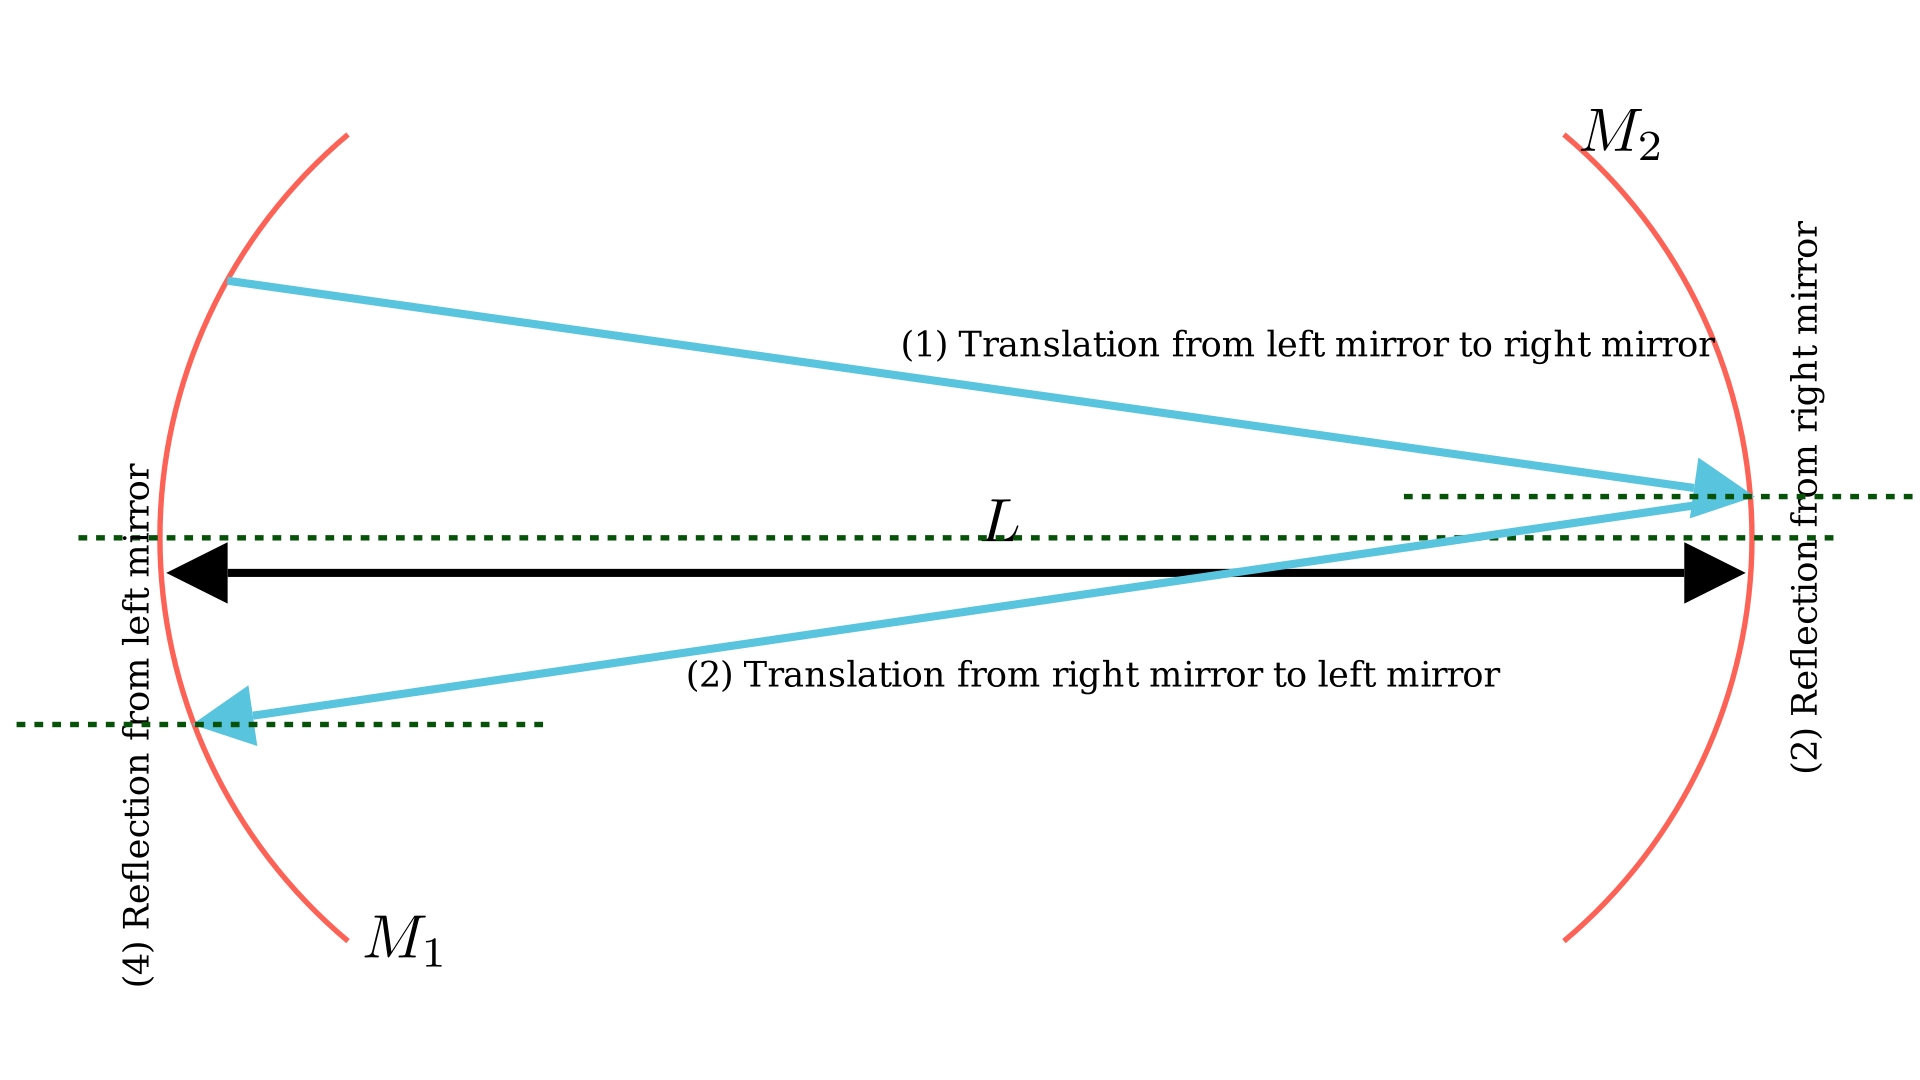 M₂
(1) Translation from left mirror to right mirror
(2) Reflection from right mirror
L
(2) Translation from right mirror to left mirror
(4) Reflection from left mirror
M₁